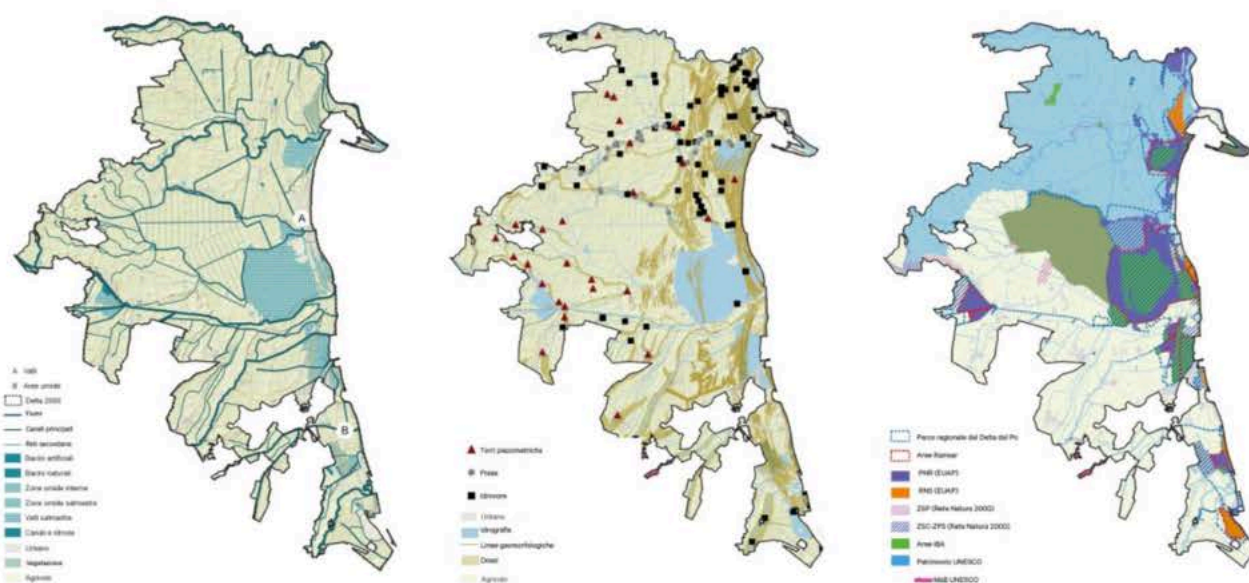 A
B
A Valli
B Aree umide
Delta 2000
Fiumi
Canali principali
Reti secondarie
Bacini artificiali
Bacini naturali
Zone umide interne
Zone umide salmastre
Valli salmastre
Canali e idrovie
Urbano
Vegetazione
Agricolo
Torri piezometriche
Prese
Idrovore
Urbano
Idrografia
Linee geomorfologiche
Dossi
Agricolo
Parco regionale del Delta del Po
Aree Ramsar
PNR (EUAP)
RNS (EUAP)
ZSP (Rete Natura 2000)
ZSC-ZPS (Rete Natura 2000)
Aree IBA
Patrimonio UNESCO
MAB UNESCO